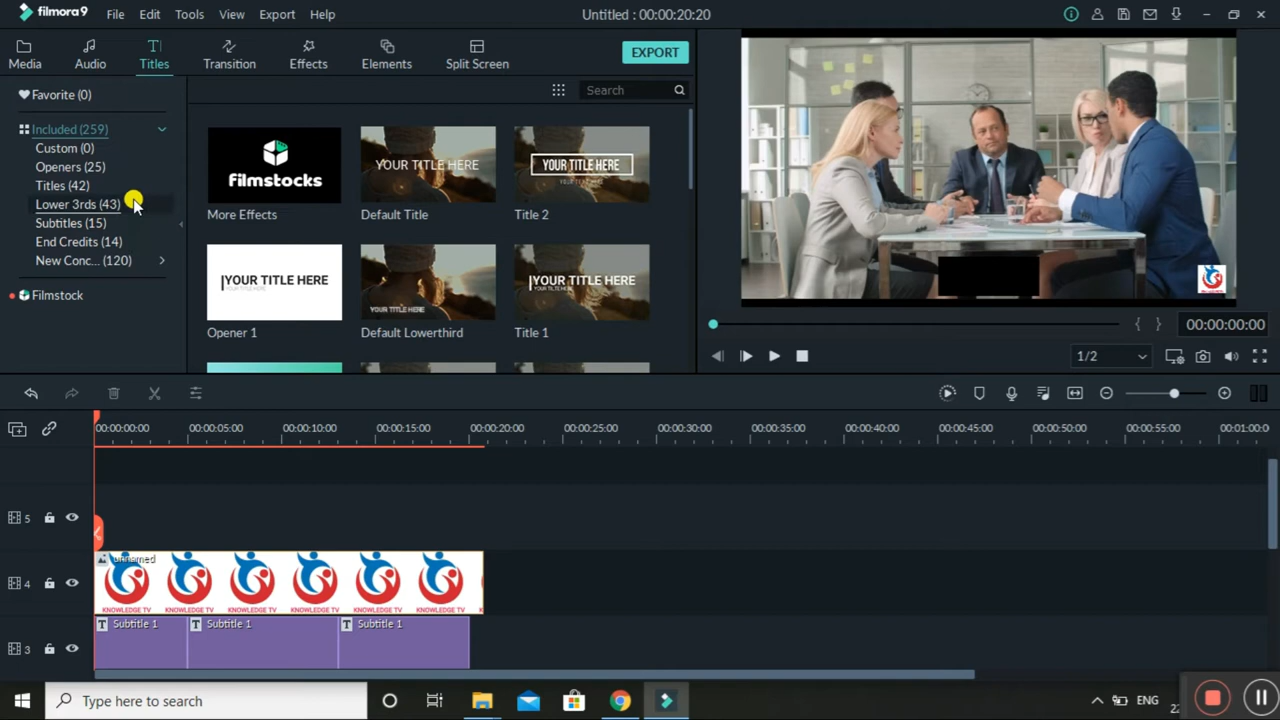 filmora9
File Edit Tools View Export Help
Untitled : 00:00:20:20
Media Audio Titles Transition Effects Elements Split Screen
EXPORT
Favorite (0)
Search
Included (259)
Custom (0)
Openers (25)
Titles (42)
Lower 3rds (43)
Subtitles (15)
End Credits (14)
New Conc... (120)
Filmstock
filmstocks
YOUR TITLE HERE
YOUR TITLE HERE
More Effects
Default Title
Title 2
YOUR TITLE HERE
YOUR TITLE HERE
YOUR TITLE HERE
Opener 1
Default Lowerthird
Title 1
{ }
00:00:00:00
1/2
00:00:00:00 00:00:05:00 00:00:10:00 00:00:15:00 00:00:20:00 00:00:25:00 00:00:30:00 00:00:35:00 00:00:40:00 00:00:45:00 00:00:50:00 00:00:55:00 00:01:00:0
5
unnamed
4
KNOWLEDGE TV KNOWLEDGE TV KNOWLEDGE TV KNOWLEDGE TV KNOWLEDGE TV KNOWLEDGE TV
T Subtitle 1 T Subtitle 1 T Subtitle 1
3
Type here to search
ENG